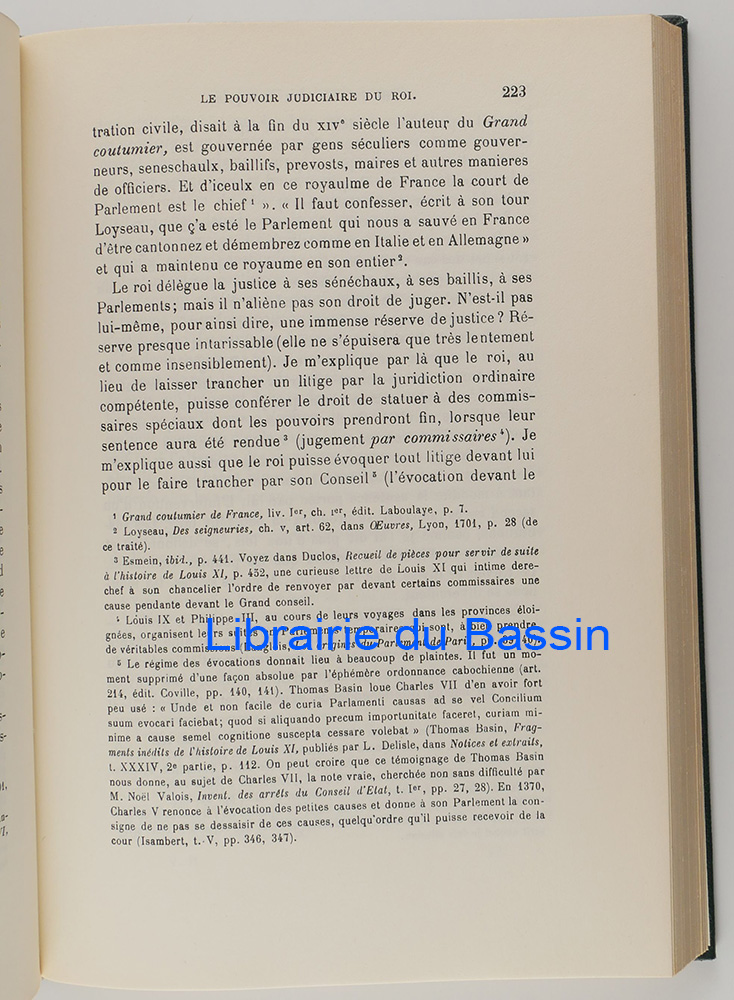 LE POUVOIR JUDICIAIRE DU ROI. 223
tration civile, disait à la fin du XIVe siècle l'auteur du Grand
coutumier, est gouvernée par gens séculiers comme gouver-
neurs, seneschaulx, baillifs, prevosts, maires et autres manieres
de officiers. Et d'iceulx en ce royaulme de France la court de
Parlement est le chief¹ ». « Il faut confesser, écrit à son tour
Loyseau, que ç'a esté le Parlement qui nous a sauvé en France
d'être cantonnez et démembrez comme en Italie et en Allemagne »
et qui a maintenu ce royaume en son entier².
Le roi délègue la justice à ses sénéchaux, à ses baillis, à ses
Parlements; mais il n'aliène pas son droit de juger. N'est-il pas
lui-même, pour ainsi dire, une immense réserve de justice? Ré-
serve presque intarissable (elle ne s'épuisera que très lentement
et comme insensiblement). Je m'explique par là que le roi, au
lieu de laisser trancher un litige par la juridiction ordinaire
compétente, puisse conférer le droit de statuer à des commis-
saires spéciaux dont les pouvoirs prendront fin, lorsque leur
sentence aura été rendue³ (jugement par commissaires⁴). Je
m'explique aussi que le roi puisse évoquer tout litige devant lui
pour le faire trancher par son Conseil⁵ (l'évocation devant le
¹ Grand coutumier de France, liv. Ier, ch. Ier, édit. Laboulaye, p. 7.
² Loyseau, Des seigneuries, ch. v, art. 62, dans Œuvres, Lyon, 1701, p. 28 (de
ce traité).
³ Esmein, ibid., p. 441. Voyez dans Duclos, Recueil de pièces pour servir de suite
à l'histoire de Louis XI, p. 452, une curieuse lettre de Louis XI qui intime dere-
chef à son chancelier l'ordre de renvoyer par devant certains commissaires une
cause pendante devant le Grand conseil.
⁴ Louis IX et Philippe III, au cours de leurs voyages dans les provinces éloi-
gnées, organisent leurs temporaires qui sont, à bien prendre,
de véritables commissions (Langlois, Les origines du Parlement de Paris, pp.
Librairie du Bassin
⁵ Le régime des évocations donnait lieu à beaucoup de plaintes. Il fut un mo-
ment supprimé d'une façon absolue par l'éphémère ordonnance cabochienne (art.
214, édit. Coville, pp. 140, 141). Thomas Basin loue Charles VII d'en avoir fort
peu usé : « Unde et non facile de curia Parlamenti causas ad se vel Concilium
suum evocari faciebat; quod si aliquando precum importunitate faceret, curiam mi-
nime a cause semel cognitione suscepta cessare volebat » (Thomas Basin, Frag-
ments inédits de l'histoire de Louis XI, publiés par L. Delisle, dans Notices et extraits,
t. XXXIV, 2e partie, p. 112. On peut croire que ce témoignage de Thomas Basin
nous donne, au sujet de Charles VII, la note vraie, cherchée non sans difficulté par
M. Noël Valois, Invent. des arrêts du Conseil d'Etat, t. Ier, pp. 27, 28). En 1370,
Charles V renonce à l'évocation des petites causes et donne à son Parlement la con-
signe de ne pas se dessaisir de ces causes, quelqu'ordre qu'il puisse recevoir de la
cour (Isambert, t. V, pp. 346, 347).